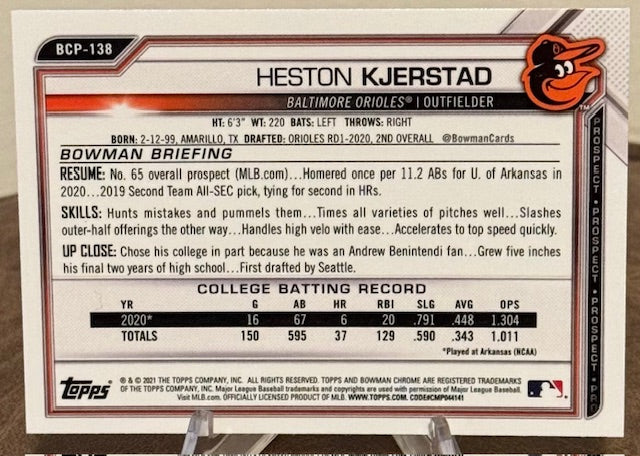 BCP-138
HESTON KJERSTAD
BALTIMORE ORIOLES® | OUTFIELDER
HT: 6'3" WT: 220 BATS: LEFT THROWS: RIGHT
BORN: 2-12-99, AMARILLO, TX DRAFTED: ORIOLES RD1-2020, 2ND OVERALL @BowmanCards
BOWMAN BRIEFING
RESUME: No. 65 overall prospect (MLB.com)...Homered once per 11.2 ABs for U. of Arkansas in
2020...2019 Second Team All-SEC pick, tying for second in HRs.
SKILLS: Hunts mistakes and pummels them...Times all varieties of pitches well...Slashes
outer-half offerings the other way...Handles high velo with ease...Accelerates to top speed quickly.
UP CLOSE: Chose his college in part because he was an Andrew Benintendi fan...Grew five inches
his final two years of high school...First drafted by Seattle.
COLLEGE BATTING RECORD
YR G AB HR RBI SLG AVG OPS
2020* 16 67 6 20 .791 .448 1.304
TOTALS 150 595 37 129 .590 .343 1.011
*Played at Arkansas (NCAA)
Topps
® & © 2021 THE TOPPS COMPANY, INC. ALL RIGHTS RESERVED. TOPPS AND BOWMAN CHROME ARE REGISTERED TRADEMARKS
OF THE TOPPS COMPANY, INC. Major League Baseball trademarks and copyrights are used with permission of Major League Baseball.
Visit MLB.com. OFFICIALLY LICENSED PRODUCT OF MLB. WWW.TOPPS.COM. CODE#CMP044141
TM
PROSPECT · PROSPECT · PROSPECT · PROSPECT · PRO